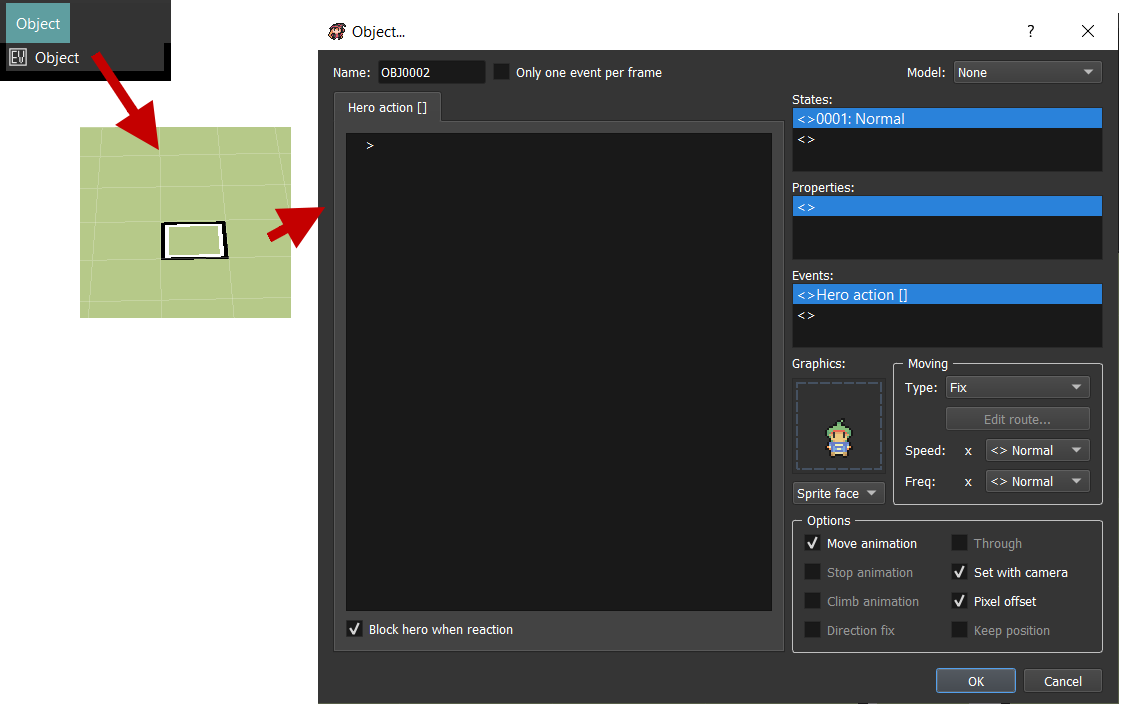 Object
EV Object
Object...
?
Name: OBJ0002 Only one event per frame Model: None
Hero action []
>
Block hero when reaction
States:
<>0001: Normal
<>
Properties:
<>
Events:
<>Hero action []
<>
Graphics:
Sprite face
Moving
Type: Fix
Edit route...
Speed: x <> Normal
Freq: x <> Normal
Options
Move animation Through
Stop animation Set with camera
Climb animation Pixel offset
Direction fix Keep position
OK Cancel